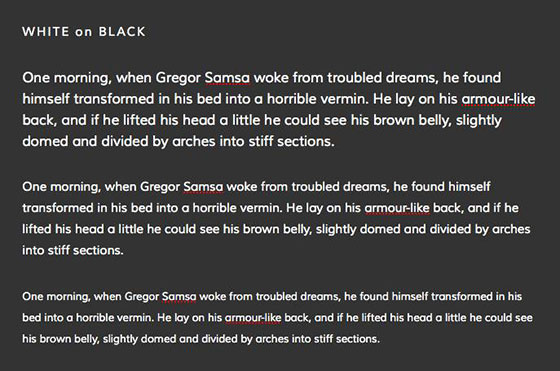 WHITE on BLACK
One morning, when Gregor Samsa woke from troubled dreams, he found
himself transformed in his bed into a horrible vermin. He lay on his armour-like
back, and if he lifted his head a little he could see his brown belly, slightly
domed and divided by arches into stiff sections.
One morning, when Gregor Samsa woke from troubled dreams, he found himself
transformed in his bed into a horrible vermin. He lay on his armour-like back, and if he
lifted his head a little he could see his brown belly, slightly domed and divided by arches
into stiff sections.
One morning, when Gregor Samsa woke from troubled dreams, he found himself transformed in his
bed into a horrible vermin. He lay on his armour-like back, and if he lifted his head a little he could see
his brown belly, slightly domed and divided by arches into stiff sections.